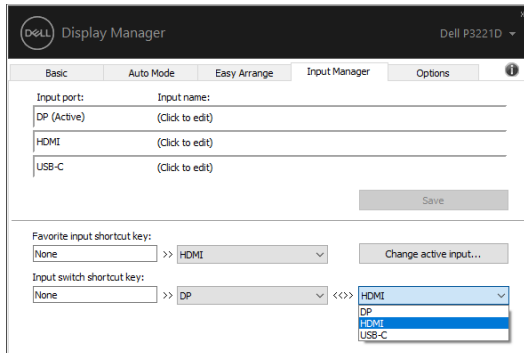 DELL Display Manager Dell P3221D
Basic Auto Mode Easy Arrange Input Manager Options
Input port: Input name:
DP (Active) (Click to edit)
HDMI (Click to edit)
USB-C (Click to edit)
Save
Favorite input shortcut key:
None >> HDMI Change active input...
Input switch shortcut key:
None >> DP <<>> HDMI
DP
HDMI
USB-C